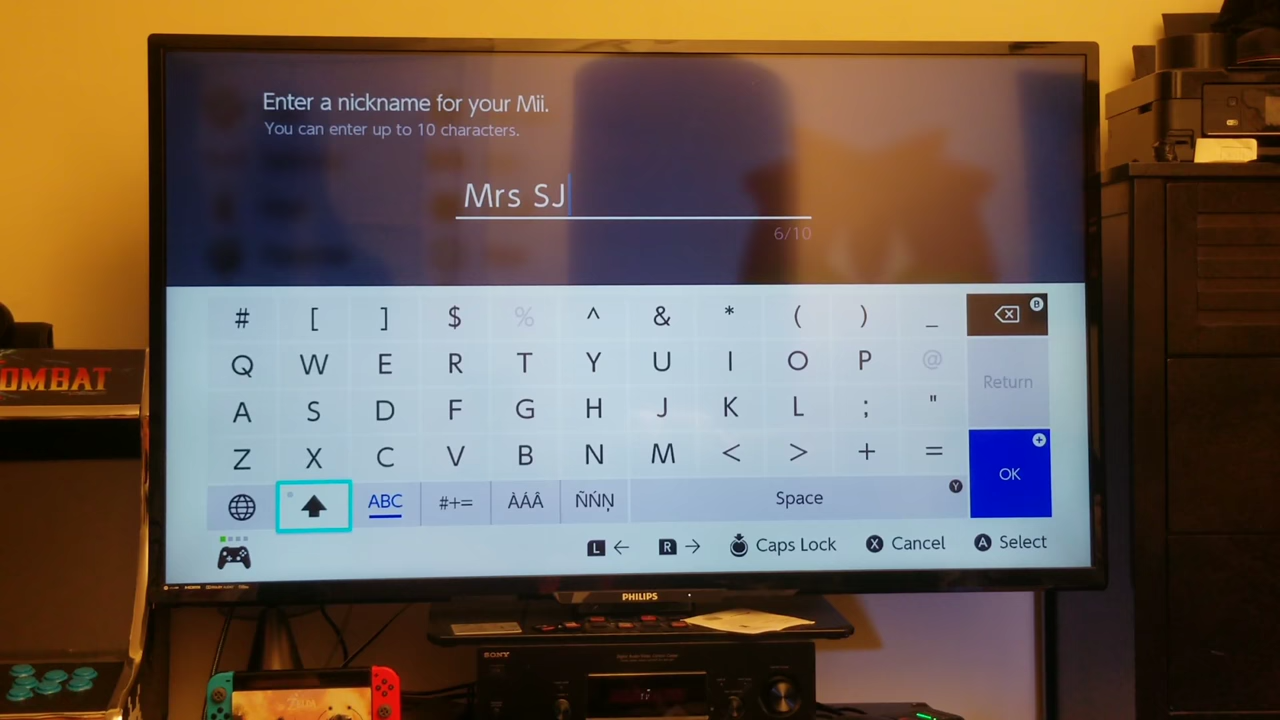 Enter a nickname for your Mii.
You can enter up to 10 characters.
Mrs SJ
6/10
# [ ] $ % ^ & * ( ) _ B
Q W E R T Y U I O P @ Return
A S D F G H J K L ; "
Z X C V B N M < > + = OK
ABC #+= ÀÁÂ ÑŃŅ Space Y
L ← R → Caps Lock X Cancel A Select
PHILIPS
OMBAT
SONY
ZELDA